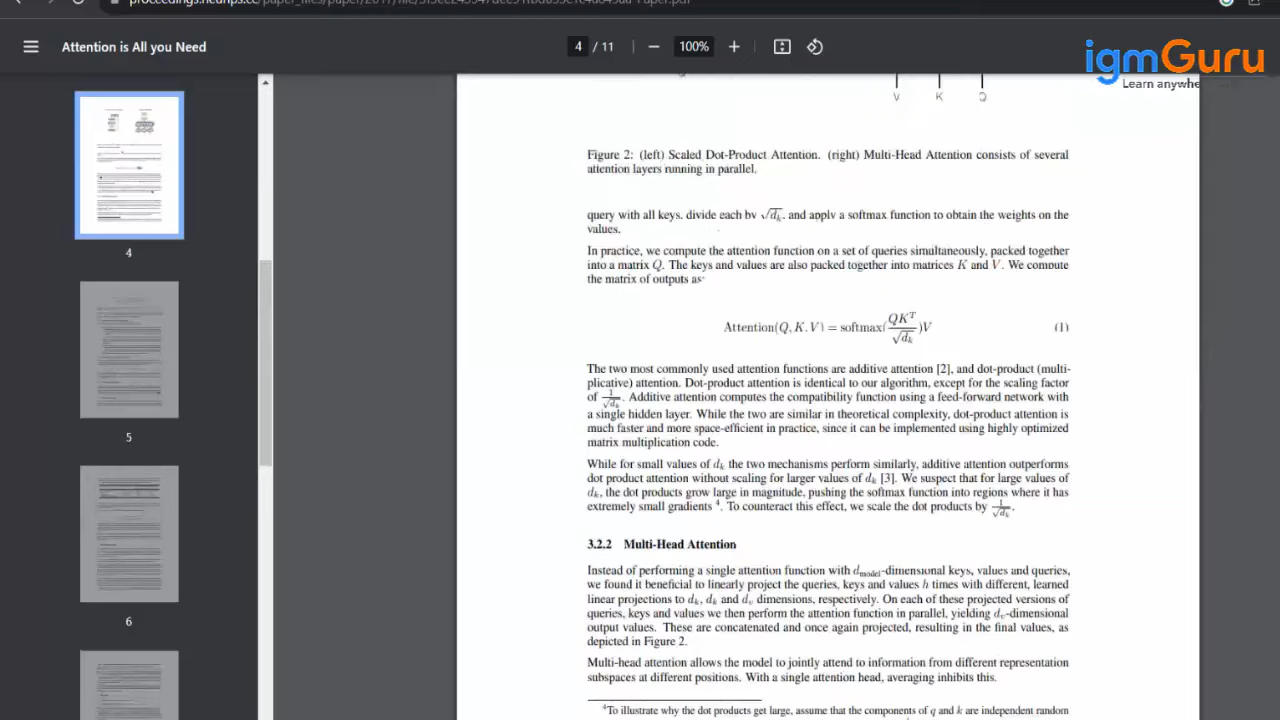 Attention is All you Need
4 / 11
100%
igmGuru
Learn anywhe
V K Q
Figure 2: (left) Scaled Dot-Product Attention. (right) Multi-Head Attention consists of several
attention layers running in parallel.
query with all keys, divide each by √dk, and apply a softmax function to obtain the weights on the
values.
In practice, we compute the attention function on a set of queries simultaneously, packed together
into a matrix Q. The keys and values are also packed together into matrices K and V. We compute
the matrix of outputs as:
Attention(Q, K, V) = softmax(QK^T/√dk)V (1)
The two most commonly used attention functions are additive attention [2], and dot-product (multi-
plicative) attention. Dot-product attention is identical to our algorithm, except for the scaling factor
of 1/√dk. Additive attention computes the compatibility function using a feed-forward network with
a single hidden layer. While the two are similar in theoretical complexity, dot-product attention is
much faster and more space-efficient in practice, since it can be implemented using highly optimized
matrix multiplication code.
While for small values of dk the two mechanisms perform similarly, additive attention outperforms
dot product attention without scaling for larger values of dk [3]. We suspect that for large values of
dk, the dot products grow large in magnitude, pushing the softmax function into regions where it has
extremely small gradients 4. To counteract this effect, we scale the dot products by 1/√dk.
3.2.2 Multi-Head Attention
Instead of performing a single attention function with dmodel-dimensional keys, values and queries,
we found it beneficial to linearly project the queries, keys and values h times with different, learned
linear projections to dk, dk and dv dimensions, respectively. On each of these projected versions of
queries, keys and values we then perform the attention function in parallel, yielding dv-dimensional
output values. These are concatenated and once again projected, resulting in the final values, as
depicted in Figure 2.
Multi-head attention allows the model to jointly attend to information from different representation
subspaces at different positions. With a single attention head, averaging inhibits this.
4To illustrate why the dot products get large, assume that the components of q and k are independent random
4
5
6